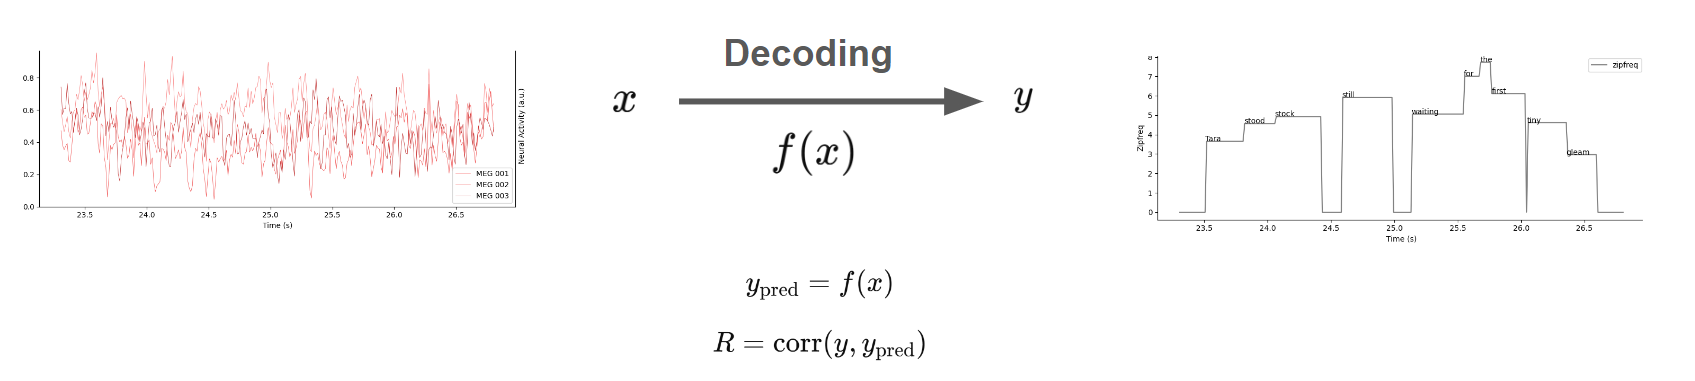 Decoding
x
y
f(x)
y_pred = f(x)
R = corr(y, y_pred)
0.8
0.6
0.4
0.2
0.0
Neural Activity (a.u.)
MEG 001
MEG 002
MEG 003
23.5 24.0 24.5 25.0 25.5 26.0 26.5
Time (s)
8
7
6
5
4
3
2
1
0
Zipfreq
zipfreq
Tara
stood
stock
still
waiting
for
the
first
tiny
gleam
23.5 24.0 24.5 25.0 25.5 26.0 26.5
Time (s)